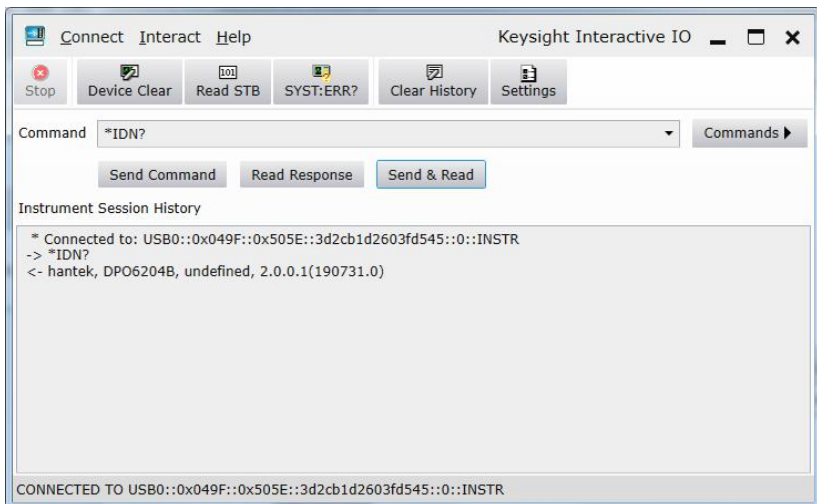 Connect Interact Help Keysight Interactive IO
Stop Device Clear Read STB SYST:ERR? Clear History Settings
Command *IDN? Commands
Send Command Read Response Send & Read
Instrument Session History
* Connected to: USB0::0x049F::0x505E::3d2cb1d2603fd545::0::INSTR
-> *IDN?
<- hantek, DPO6204B, undefined, 2.0.0.1(190731.0)
CONNECTED TO USB0::0x049F::0x505E::3d2cb1d2603fd545::0::INSTR